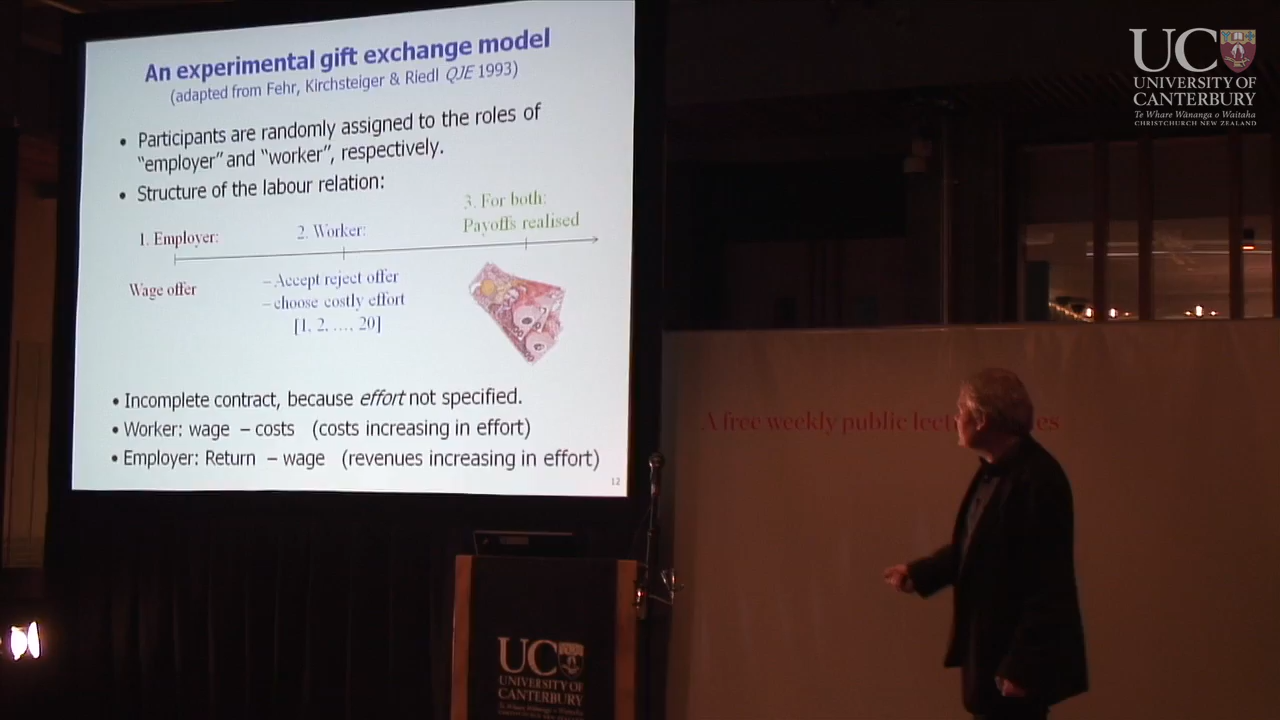 An experimental gift exchange model
(adapted from Fehr, Kirchsteiger & Riedl QJE 1993)
• Participants are randomly assigned to the roles of
"employer" and "worker", respectively.
• Structure of the labour relation:
3. For both:
Payoffs realised
1. Employer:
2. Worker:
Wage offer
– Accept reject offer
– choose costly effort
[1, 2, …, 20]
• Incomplete contract, because effort not specified.
• Worker: wage – costs (costs increasing in effort)
• Employer: Return – wage (revenues increasing in effort)
12
UC
UNIVERSITY OF
CANTERBURY
Te Whare Wānanga o Waitaha
CHRISTCHURCH NEW ZEALAND
A free weekly public
UC
UNIVERSITY OF
CANTERBURY
Te Whare Wānanga o Waitaha